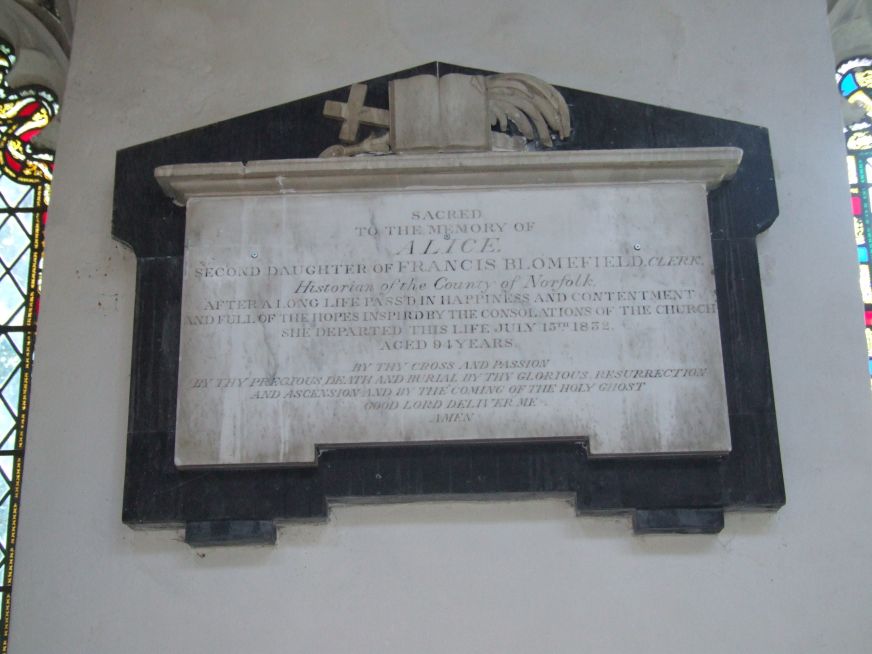 SACRED
TO THE MEMORY OF
ALICE.
SECOND DAUGHTER OF FRANCIS BLOMEFIELD, CLERK,
Historian of the County of Norfolk,
AFTER A LONG LIFE PASS'D IN HAPPINESS AND CONTENTMENT
AND FULL OF THE HOPES INSPIR'D BY THE CONSOLATIONS OF THE CHURCH
SHE DEPARTED THIS LIFE JULY 15TH 1832.
AGED 94 YEARS.
BY THY CROSS AND PASSION
BY THY PRECIOUS DEATH AND BURIAL BY THY GLORIOUS RESURRECTION
AND ASCENSION AND BY THE COMING OF THE HOLY GHOST
GOOD LORD DELIVER ME
AMEN